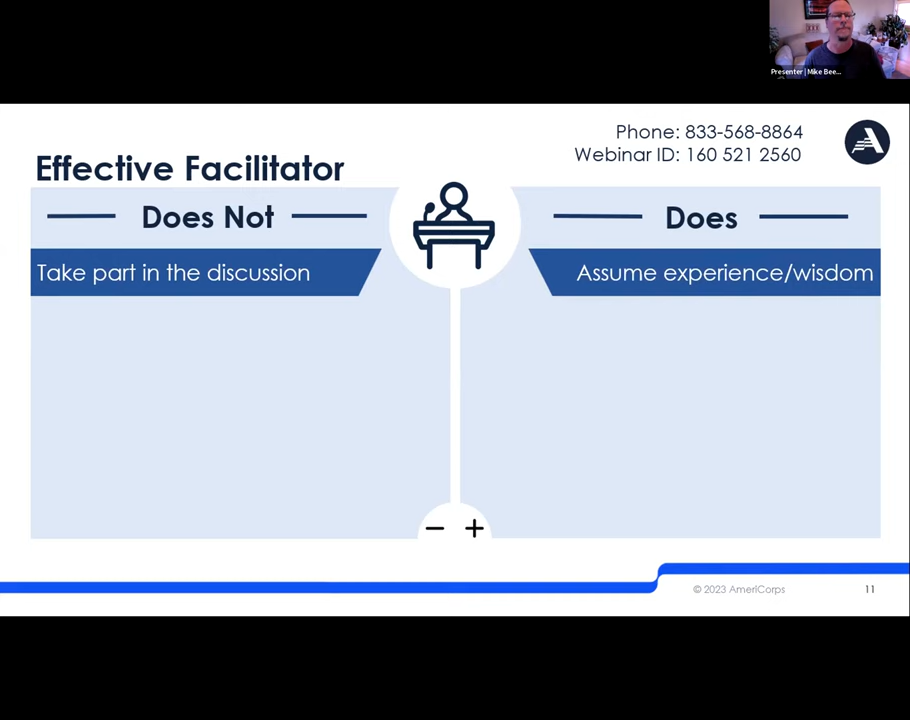 Presenter | Mike Bee...
Phone: 833-568-8864
Webinar ID: 160 521 2560
Effective Facilitator
Does Not
Does
Take part in the discussion
Assume experience/wisdom
− +
© 2023 AmeriCorps
11